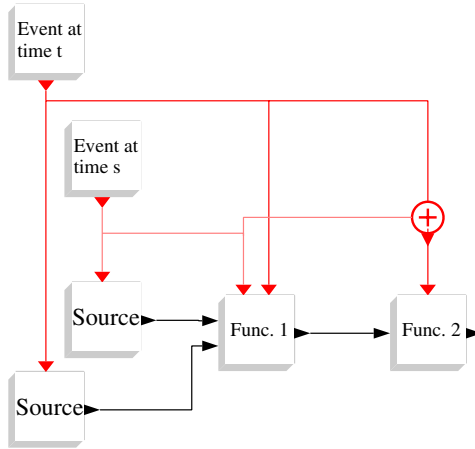 Event at
time t
Event at
time s
Source
Func. 1
Func. 2
Source